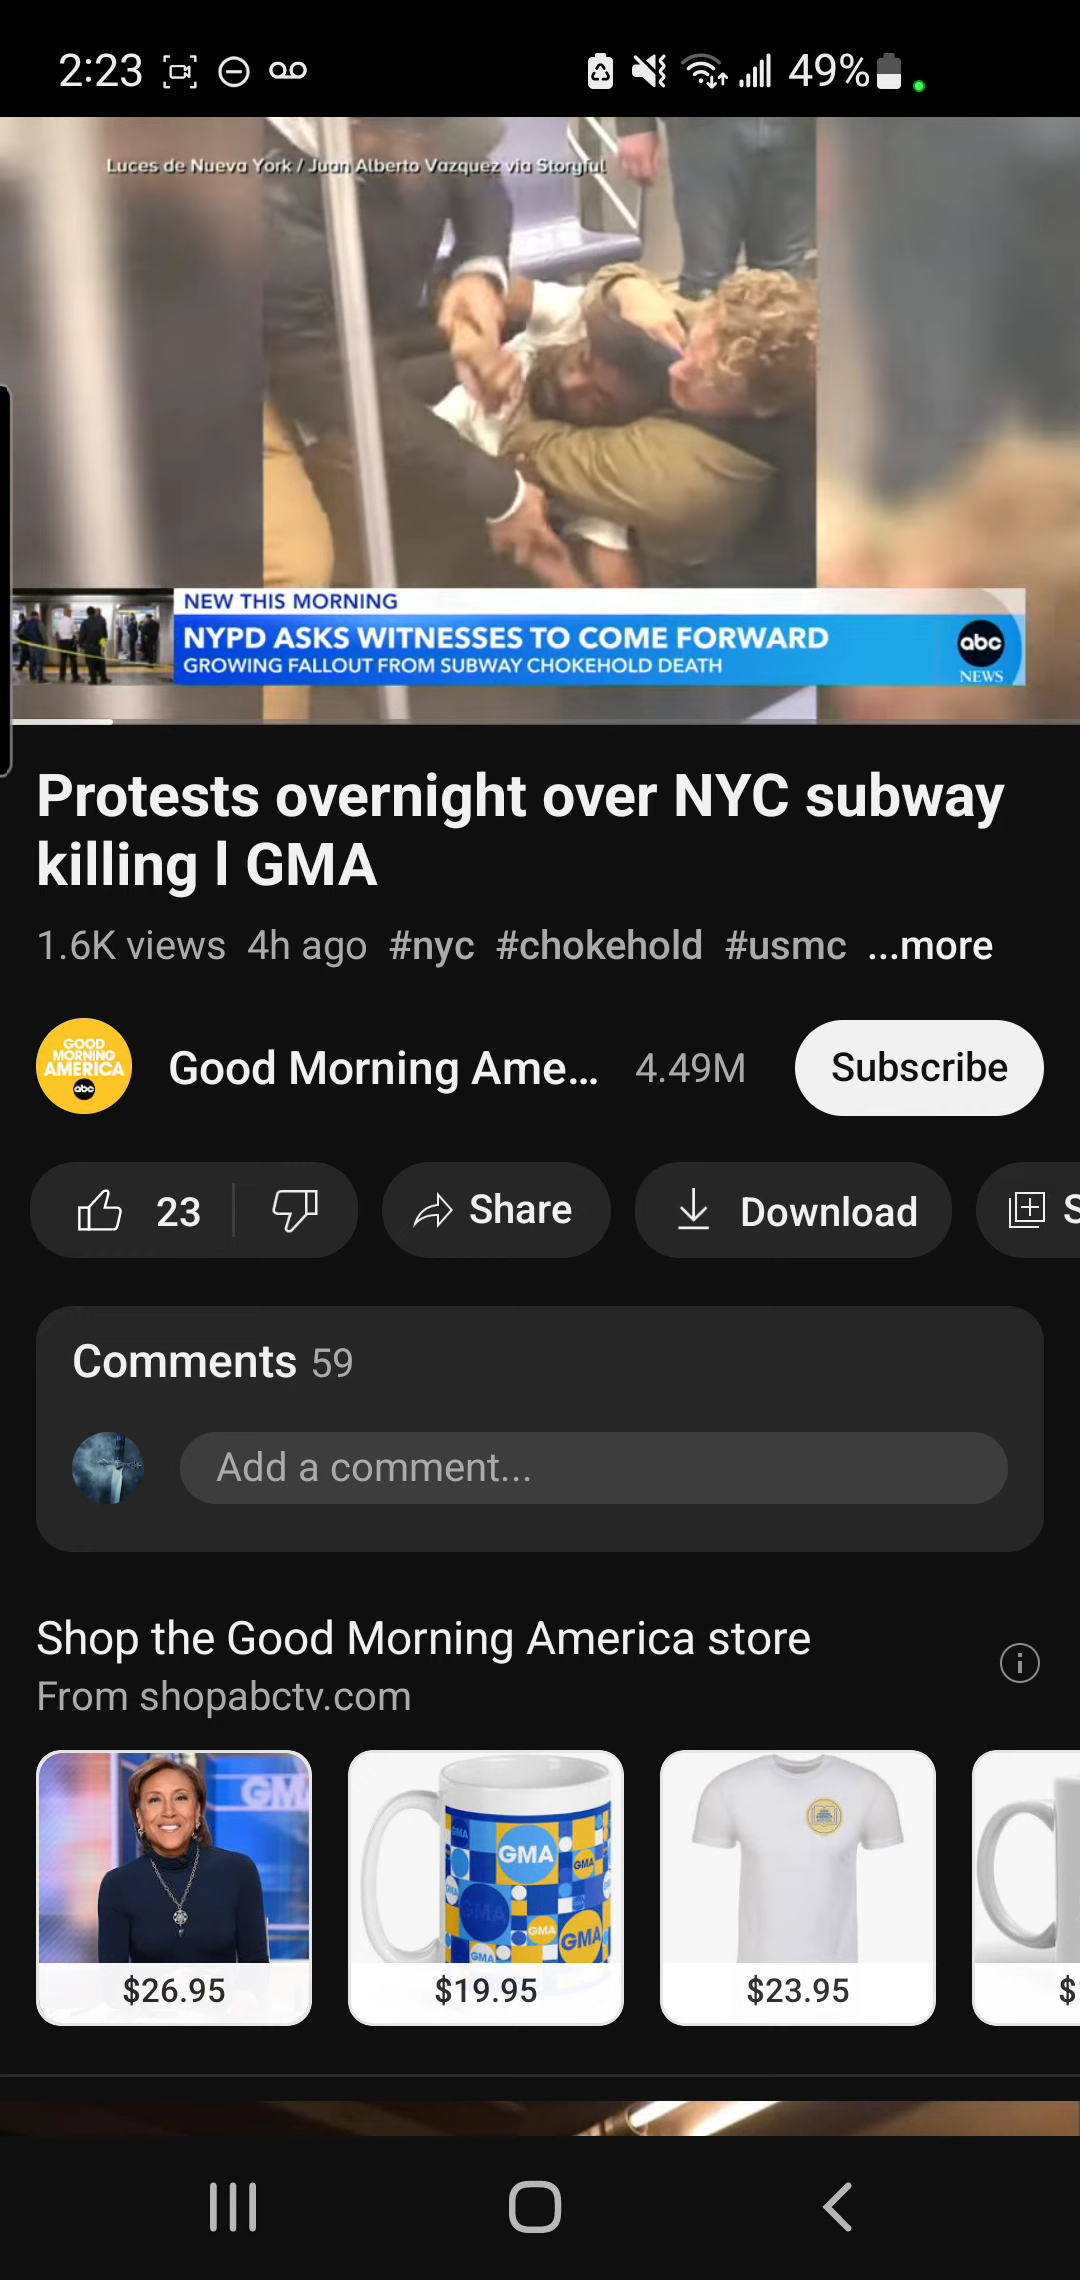 2:23
49%
Luces de Nueva York / Juan Alberto Vazquez via Storyful
NEW THIS MORNING
NYPD ASKS WITNESSES TO COME FORWARD
GROWING FALLOUT FROM SUBWAY CHOKEHOLD DEATH
abc
NEWS
Protests overnight over NYC subway
killing l GMA
1.6K views 4h ago #nyc #chokehold #usmc ...more
GOOD
MORNING
AMERICA
abc
Good Morning Ame... 4.49M Subscribe
23 Share Download S
Comments 59
Add a comment...
Shop the Good Morning America store
From shopabctv.com
GMA
GMA
GMA
GMA
GMA
GMA
GMA
GMA
$26.95 $19.95 $23.95 $